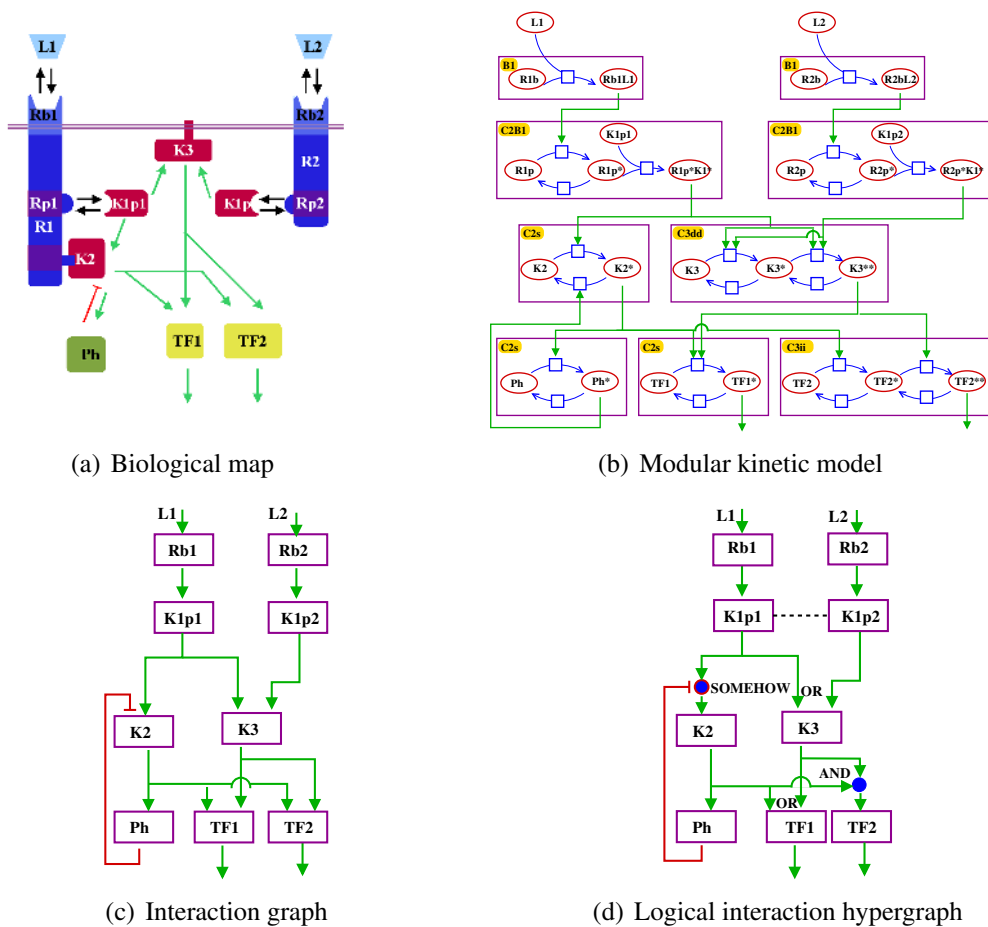 L1 L2
Rb1 Rb2
K3
R2
Rp1 K1p1 K1p Rp2
R1
K2
Ph TF1 TF2
(a) Biological map
L1 L2
B1 B1
R1b Rb1L1 R2b R2bL2
C2B1 K1p1 C2B1 K1p2
R1p R1p* R1p*K1* R2p R2p* R2p*K1*
C2s C3dd
K2 K2* K3 K3* K3**
C2s C2s C3ii
Ph Ph* TF1 TF1* TF2 TF2* TF2**
(b) Modular kinetic model
L1 L2
Rb1 Rb2
K1p1 K1p2
K2 K3
Ph TF1 TF2
(c) Interaction graph
L1 L2
Rb1 Rb2
K1p1 K1p2
SOMEHOW OR
K2 K3
AND
OR
Ph TF1 TF2
(d) Logical interaction hypergraph